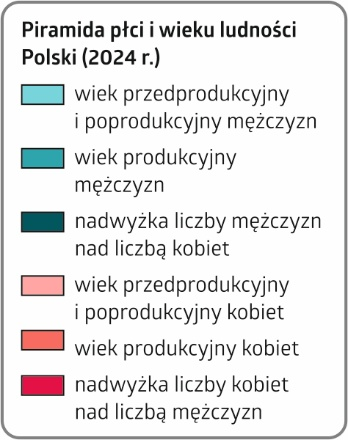 Piramida płci i wieku ludności
Polski (2024 r.)
wiek przedprodukcyjny
i poprodukcyjny mężczyzn
wiek produkcyjny
mężczyzn
nadwyżka liczby mężczyzn
nad liczbą kobiet
wiek przedprodukcyjny
i poprodukcyjny kobiet
wiek produkcyjny kobiet
nadwyżka liczby kobiet
nad liczbą mężczyzn